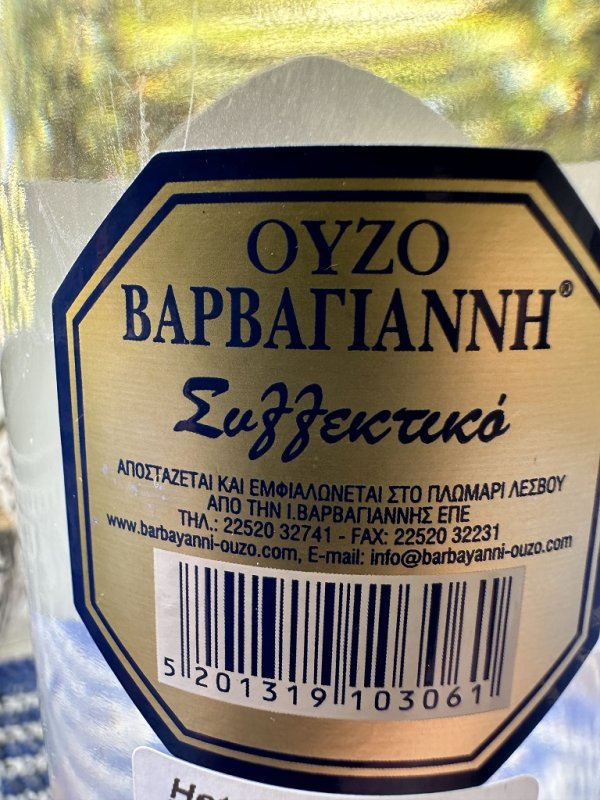 ΟΥΖΟ
ΒΑΡΒΑΓΙΑΝΝΗ®
Συλλεκτικό
ΑΠΟΣΤΑΖΕΤΑΙ ΚΑΙ ΕΜΦΙΑΛΩΝΕΤΑΙ ΣΤΟ ΠΛΩΜΑΡΙ ΛΕΣΒΟΥ
ΑΠΟ ΤΗΝ Ι.ΒΑΡΒΑΓΙΑΝΝΗΣ ΕΠΕ
ΤΗΛ.: 22520 32741 - FAX: 22520 32231
www.barbayanni-ouzo.com, E-mail: info@barbayanni-ouzo.com
5 201319 103061